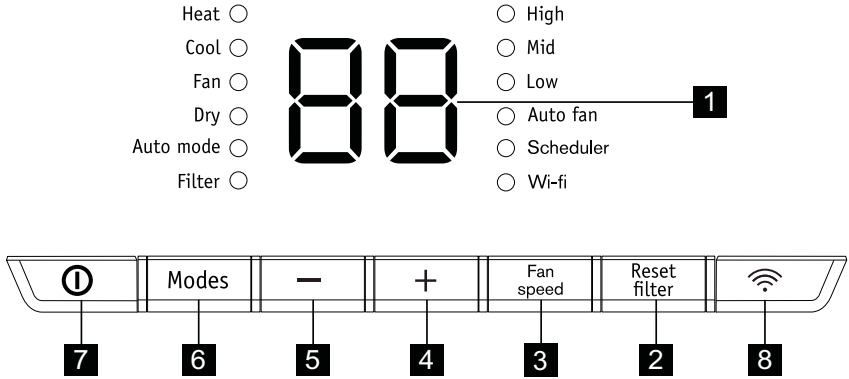 Heat
Cool
Fan
Dry
Auto mode
Filter
88
High
Mid
Low
Auto fan
Scheduler
Wi-fi
1
Modes
−
+
Fan
speed
Reset
filter
7
6
5
4
3
2
8